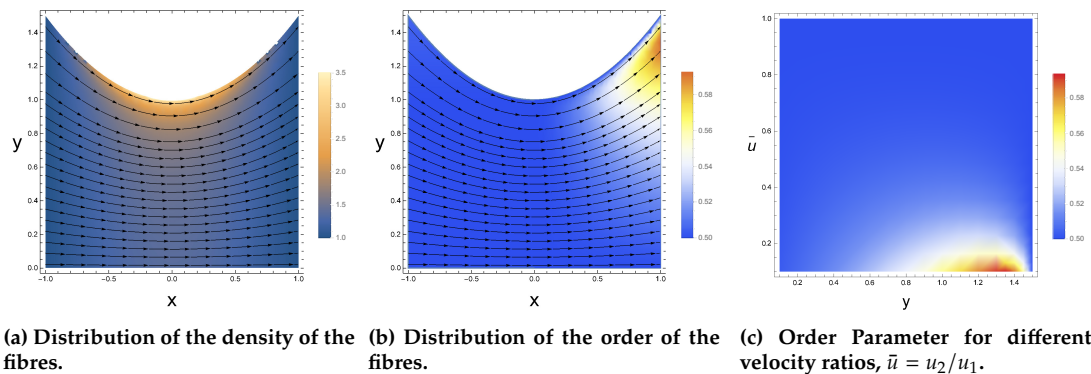 1.4
1.2
1.0
0.8
0.6
0.4
0.2
0.0
y
-1.0 -0.5 0.0 0.5 1.0
x
3.5
3.0
2.5
2.0
1.5
1.0
1.4
1.2
1.0
0.8
0.6
0.4
0.2
0.0
y
-1.0 -0.5 0.0 0.5 1.0
x
0.58
0.56
0.54
0.52
0.50
1.0
0.8
0.6
0.4
0.2
ū
0.2 0.4 0.6 0.8 1.0 1.2 1.4
y
0.58
0.56
0.54
0.52
0.50
(a) Distribution of the density of the
fibres.
(b) Distribution of the order of the
fibres.
(c) Order Parameter for different
velocity ratios, ū = u₂/u₁.